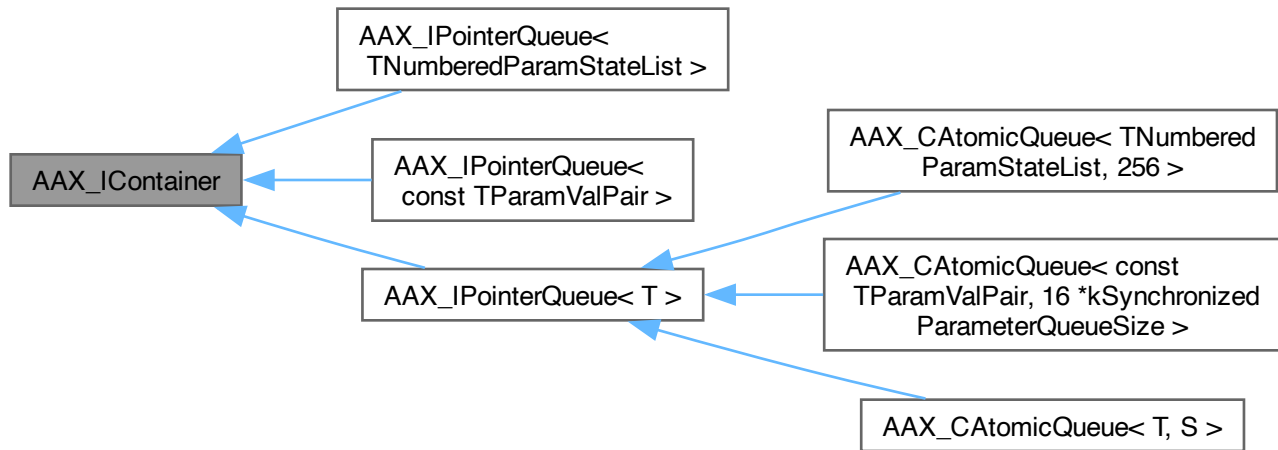 AAX_IContainer
AAX_IPointerQueue<
TNumberedParamStateList >
AAX_IPointerQueue<
const TParamValPair >
AAX_IPointerQueue< T >
AAX_CAtomicQueue< TNumbered
ParamStateList, 256 >
AAX_CAtomicQueue< const
TParamValPair, 16 *kSynchronized
ParameterQueueSize >
AAX_CAtomicQueue< T, S >